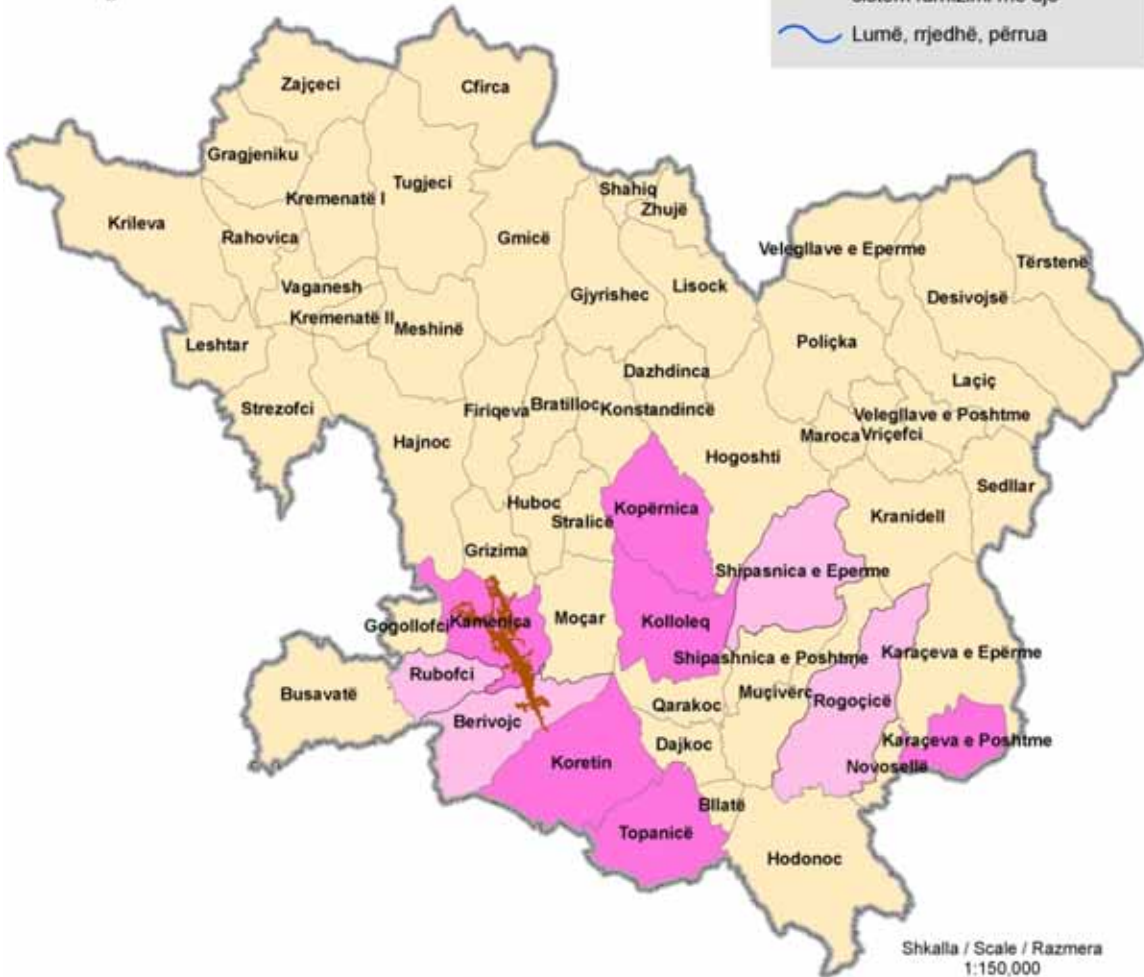 Lumë, rrjedhë, përrua
Zajçeci
Cfirca
Gragjeniku
Tugjeci
Kremenatë I
Shahiq
Zhujë
Krileva
Rahovica
Gmicë
Velegllave e Eperme
Tërstenë
Vaganesh
Gjyrishec
Lisock
Desivojsë
Kremenatë II
Meshinë
Leshtar
Poliçka
Dazhdinca
Laçiç
Strezofci
Firiqeva
Bratilloc
Konstandincë
Velegllave e Poshtme
Hajnoc
Maroca
Vriçefci
Hogoshti
Sedllar
Huboc
Kopërnica
Stralicë
Kranidell
Grizima
Shipasnica e Eperme
Kamenica
Moçar
Kolloleq
Gogollofci
Shipashnica e Poshtme
Karaçeva e Epërme
Rubofci
Busavatë
Muçivërc
Rogoçicë
Qarakoc
Berivojc
Dajkoc
Karaçeva e Poshtme
Koretin
Novosellë
Bllatë
Topanicë
Hodonoc
Shkalla / Scale / Razmera
1:150,000